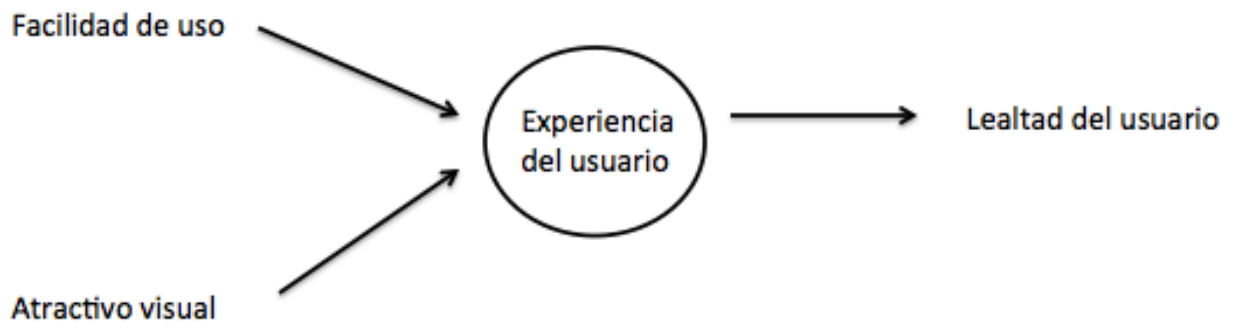 Facilidad de uso
Experiencia
del usuario
Lealtad del usuario
Atractivo visual